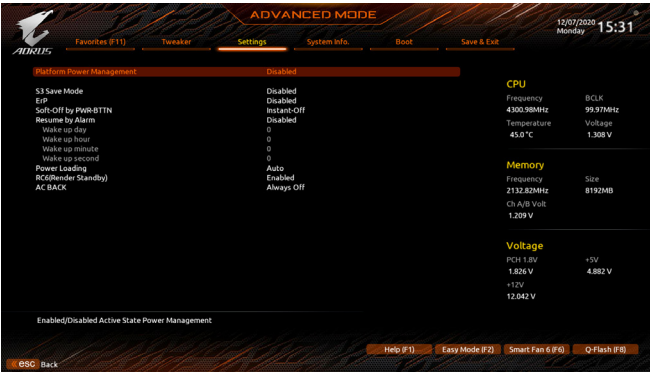 ADVANCED MODE
12/07/2020 15:31
Monday
AORUS
Favorites (F11) Tweaker Settings System Info. Boot Save & Exit
Platform Power Management Disabled
S3 Save Mode Disabled
ErP Disabled
Soft-Off by PWR-BTTN Instant-Off
Resume by Alarm Disabled
Wake up day 0
Wake up hour 0
Wake up minute 0
Wake up second 0
Power Loading Auto
RC6(Render Standby) Enabled
AC BACK Always Off
CPU
Frequency BCLK
4300.98MHz 99.97MHz
Temperature Voltage
45.0 °C 1.308 V
Memory
Frequency Size
2132.82MHz 8192MB
Ch A/B Volt
1.209 V
Voltage
PCH 1.8V +5V
1.826 V 4.882 V
+12V
12.042 V
Enabled/Disabled Active State Power Management
Help (F1) Easy Mode (F2) Smart Fan 6 (F6) Q-Flash (F8)
esc Back